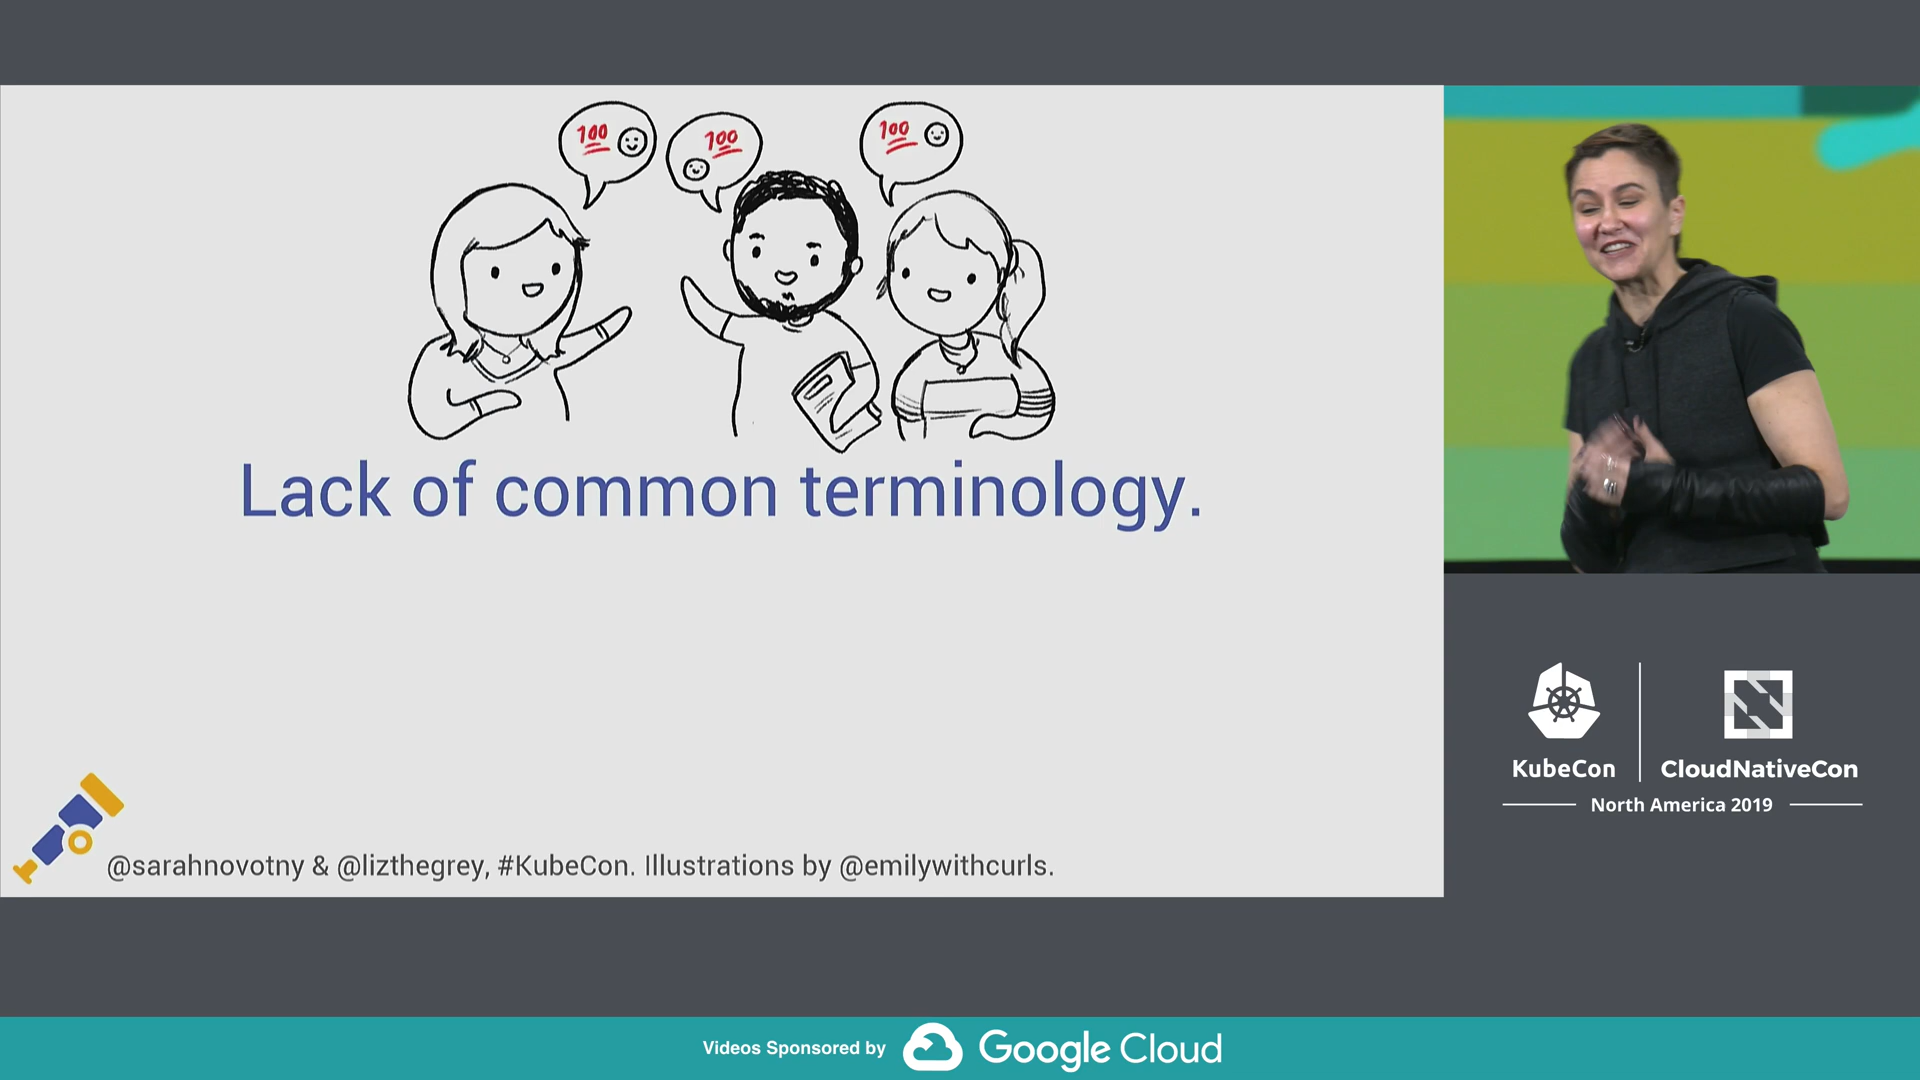 100
100
100
Lack of common terminology.
@sarahnovotny & @lizthegrey, #KubeCon. Illustrations by @emilywithcurls.
KubeCon
CloudNativeCon
North America 2019
Videos Sponsored by
Google Cloud